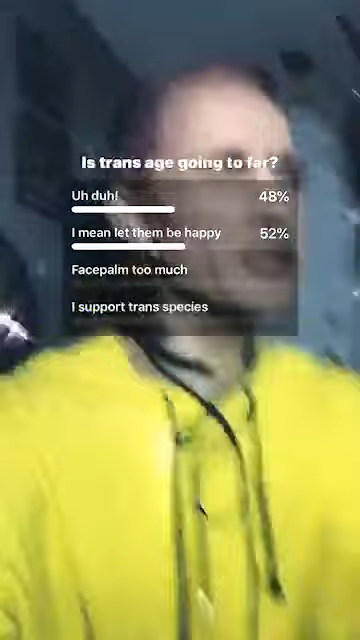 Is trans age going to far?
Uh duh!
48%
I mean let them be happy
52%
Facepalm too much
I support trans species